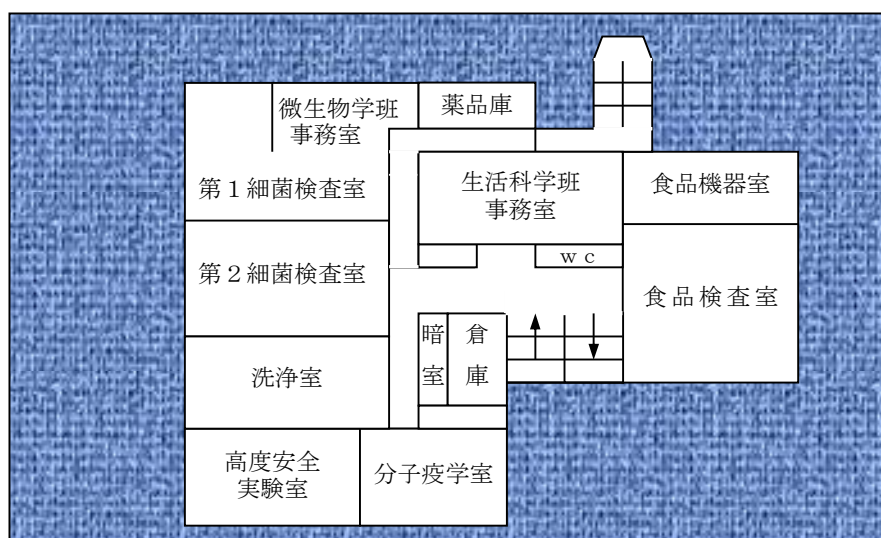 微生物学班
事務室
薬品庫
第１細菌検査室
生活科学班
事務室
食品機器室
第２細菌検査室
ｗｃ
食品検査室
暗室
倉庫
洗浄室
高度安全
実験室
分子疫学室